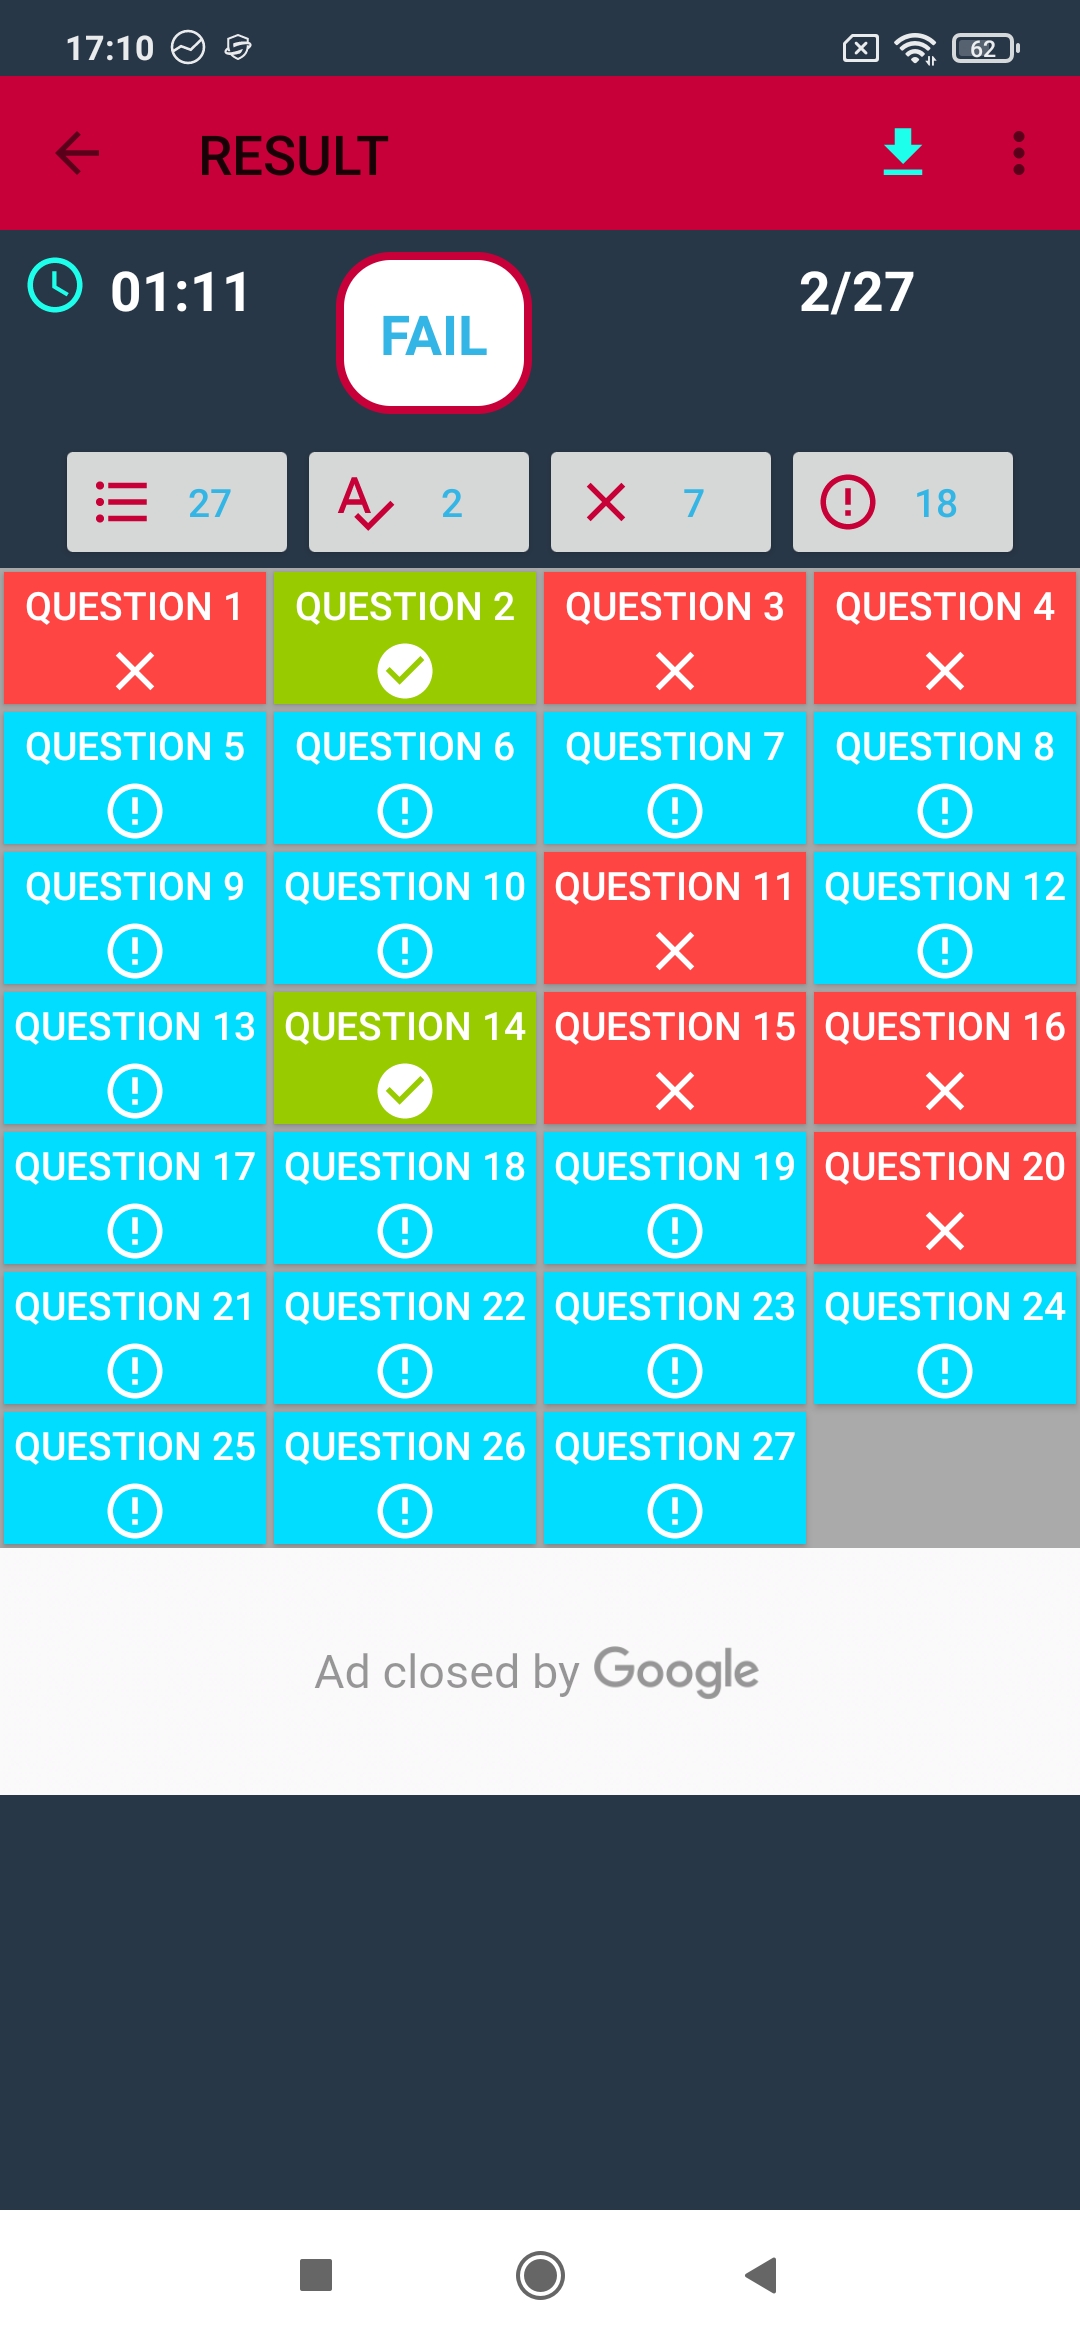 17:10 62
RESULT
01:11 FAIL 2/27
27 2 7 18
QUESTION 1 QUESTION 2 QUESTION 3 QUESTION 4
QUESTION 5 QUESTION 6 QUESTION 7 QUESTION 8
QUESTION 9 QUESTION 10 QUESTION 11 QUESTION 12
QUESTION 13 QUESTION 14 QUESTION 15 QUESTION 16
QUESTION 17 QUESTION 18 QUESTION 19 QUESTION 20
QUESTION 21 QUESTION 22 QUESTION 23 QUESTION 24
QUESTION 25 QUESTION 26 QUESTION 27
Ad closed by Google